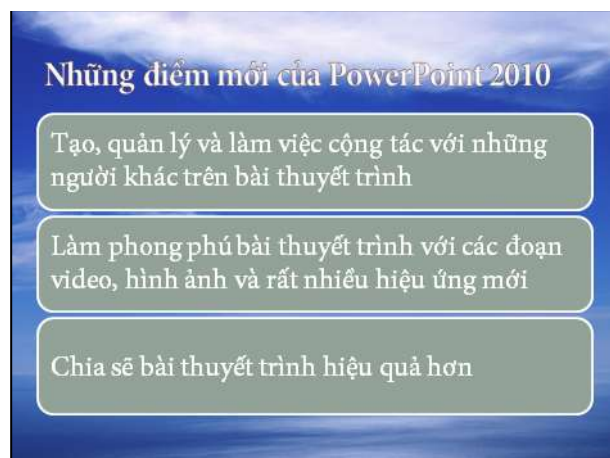 Những điểm mới của PowerPoint 2010
Tạo, quản lý và làm việc cộng tác với những
người khác trên bài thuyết trình
Làm phong phú bài thuyết trình với các đoạn
video, hình ảnh và rất nhiều hiệu ứng mới
Chia sẽ bài thuyết trình hiệu quả hơn